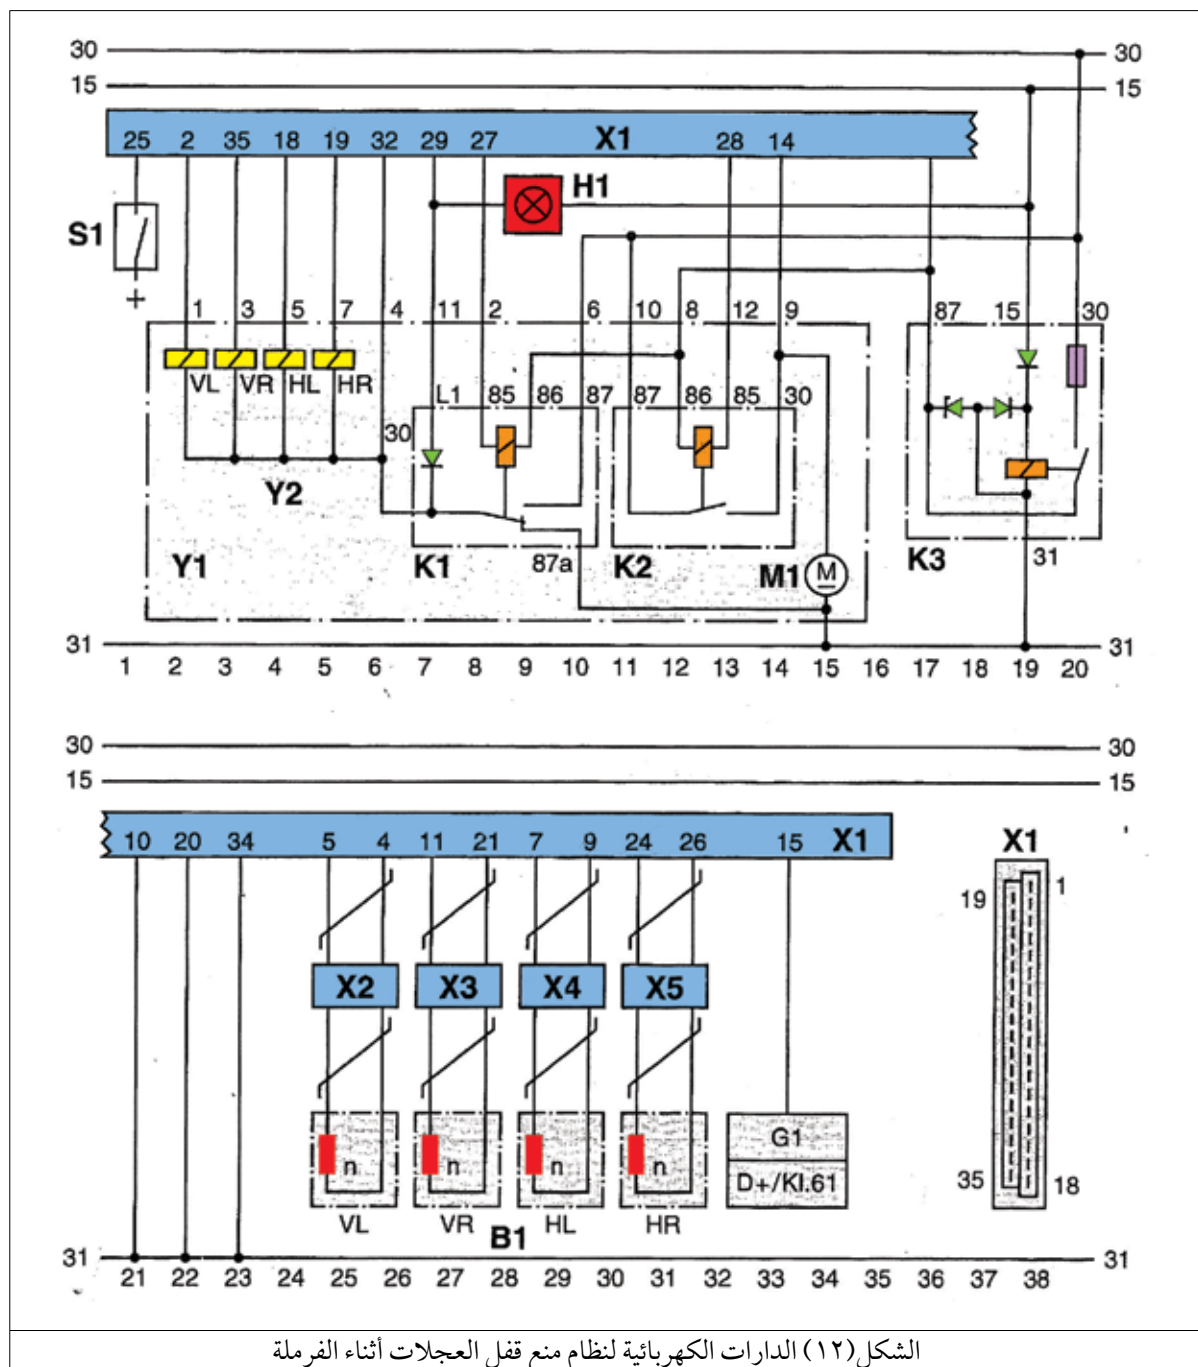 30 30
15 15
25 2 35 18 19 32 29 27 X1 28 14
H1
S1
+
1 3 5 7 4 11 2 6 10 8 12 9 87 15 30
VL VR HL HR
L1 85 86 87 87 86 85 30
30
Y2
Y1 K1 87a K2 M1 M K3 31
31 31
1 2 3 4 5 6 7 8 9 10 11 12 13 14 15 16 17 18 19 20
30 30
15 15
10 20 34 5 4 11 21 7 9 24 26 15 X1 X1
19 1
X2 X3 X4 X5
G1
n n n n D+/Kl.61 35 18
VL VR HL HR
B1
31 31
21 22 23 24 25 26 27 28 29 30 31 32 33 34 35 36 37 38
الشكل(١٢) الدارات الكهربائية لنظام منع قفل العجلات أثناء الفرملة